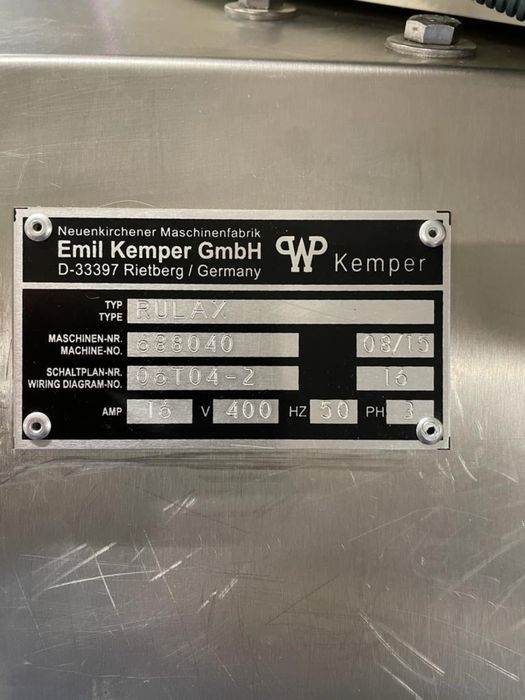 Neuenkirchener Maschinenfabrik
Emil Kemper GmbH
D-33397 Rietberg / Germany
WP Kemper
TYP
TYPE RULAX
MASCHINEN-NR.
MACHINE-NO. 688040 08/15
SCHALTPLAN-NR.
WIRING DIAGRAM-NO. 06T04-2 16
AMP 16 V 400 HZ 50 PH 3